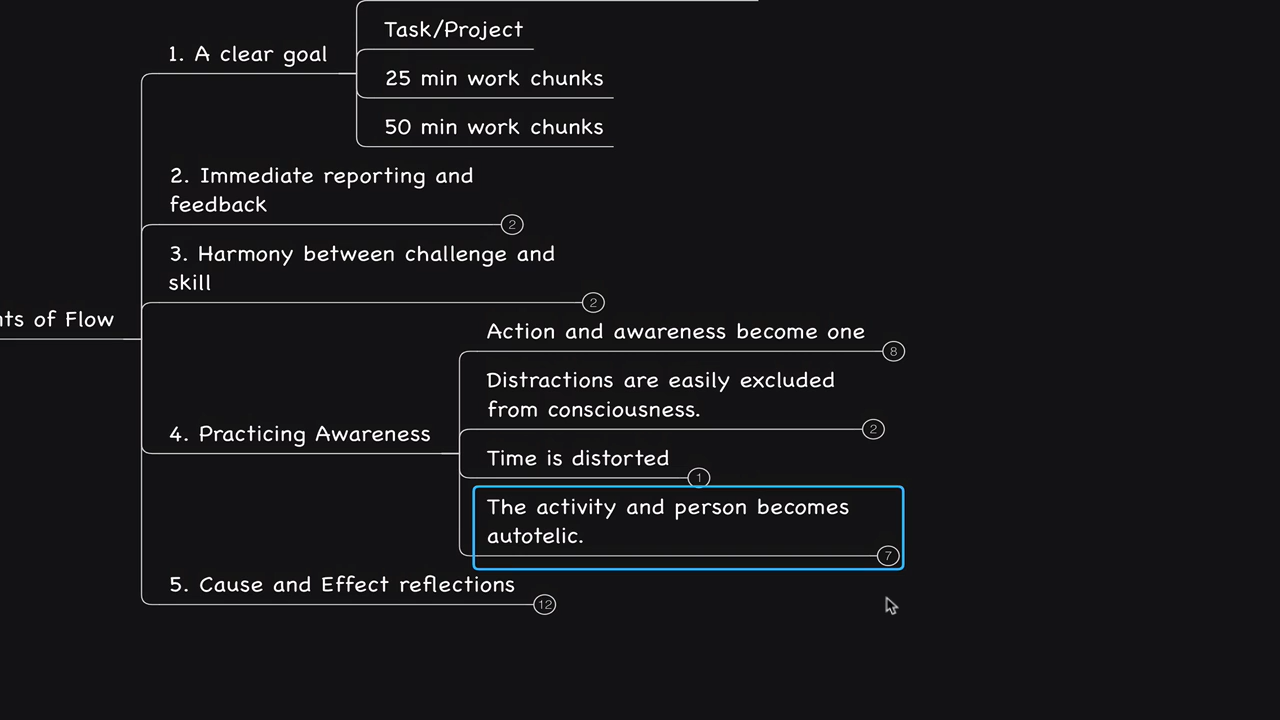 Task/Project
1. A clear goal
25 min work chunks
50 min work chunks
2. Immediate reporting and
feedback
2
3. Harmony between challenge and
skill
2
of Flow
Action and awareness become one
8
Distractions are easily excluded
from consciousness.
2
4. Practicing Awareness
Time is distorted
1
The activity and person becomes
autotelic.
7
5. Cause and Effect reflections
12